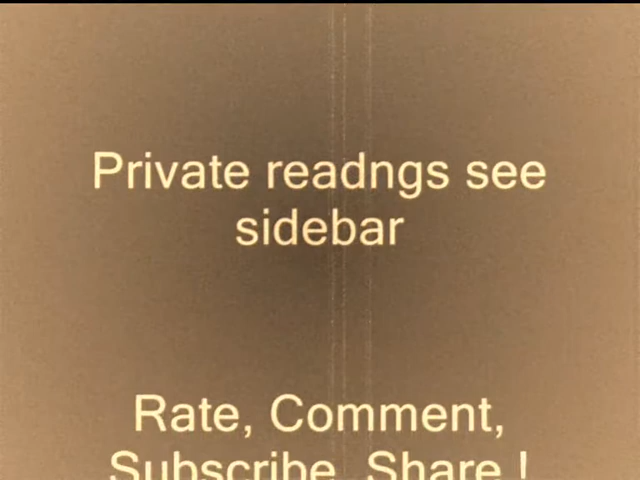 Private readngs see
sidebar
Rate, Comment,
Subscribe, Share !